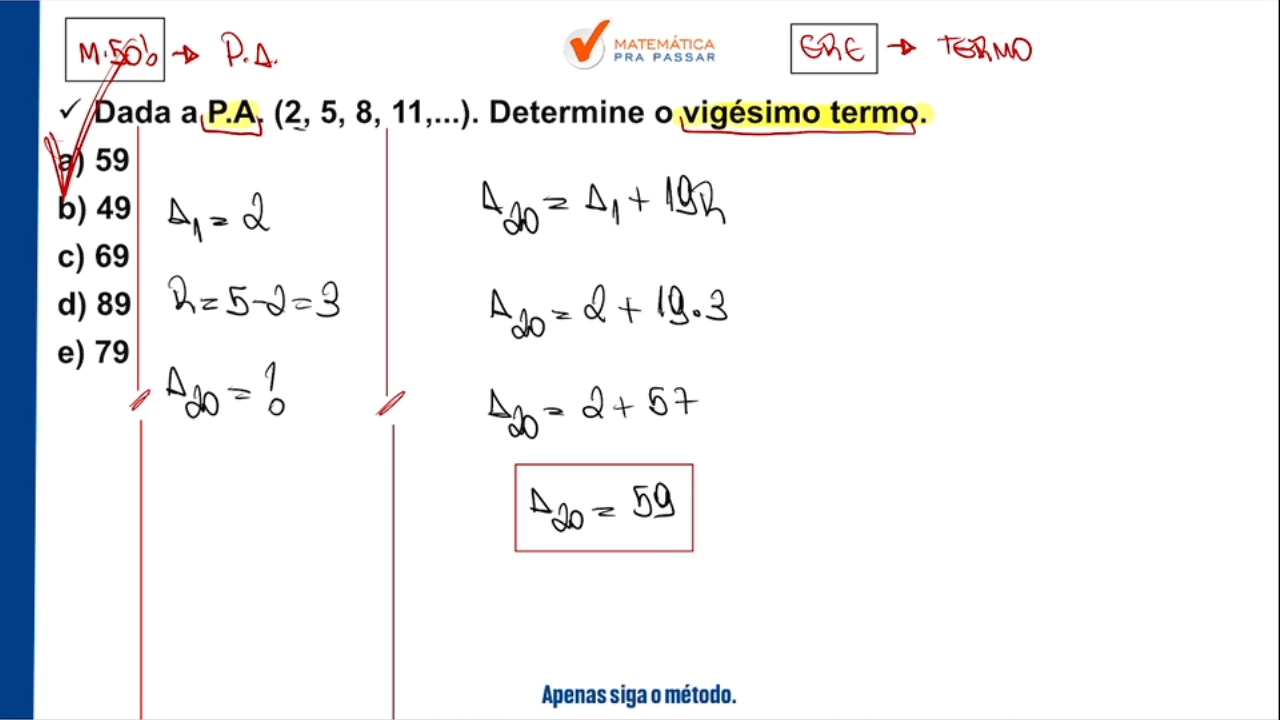 M.50% → P.A.
MATEMÁTICA
PRA PASSAR
→ TERMO
✓ Dada a P.A. (2, 5, 8, 11,...). Determine o vigésimo termo.
a) 59
b) 49
c) 69
d) 89
e) 79
A₁ = 2
R = 5-2 = 3
A₂₀ = ?
A₂₀ = A₁ + 19R
A₂₀ = 2 + 19.3
A₂₀ = 2 + 57
A₂₀ = 59
Apenas siga o método.